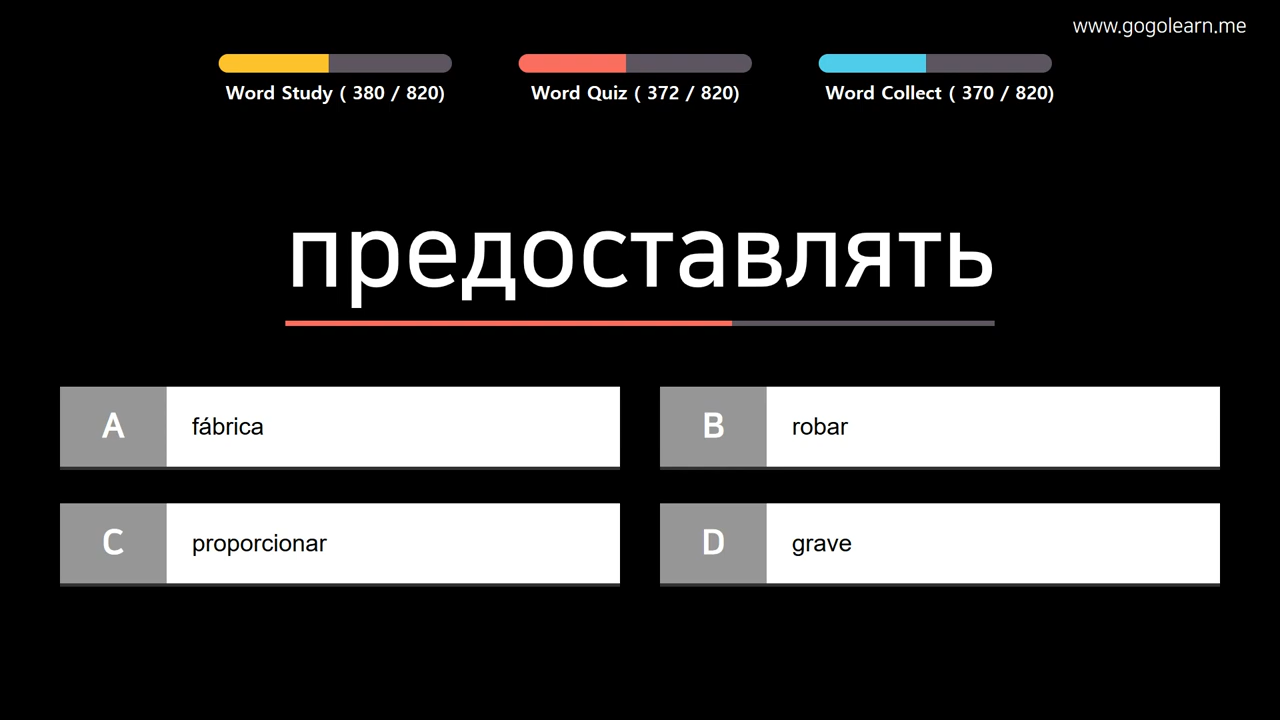 www.gogolearn.me
Word Study ( 380 / 820)
Word Quiz ( 372 / 820)
Word Collect ( 370 / 820)
предоставлять
A fábrica
B robar
C proporcionar
D grave